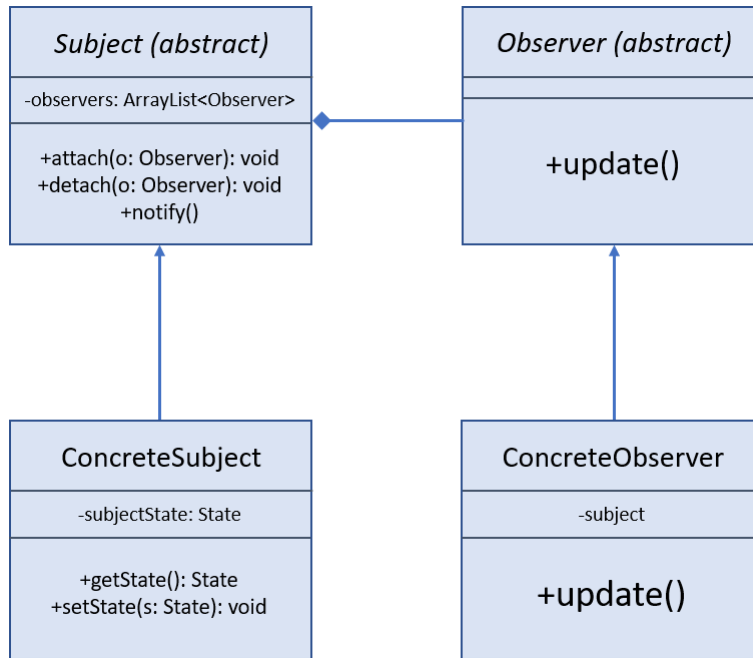 Subject (abstract)
-observers: ArrayList<Observer>
+attach(o: Observer): void
+detach(o: Observer): void
+notify()
Observer (abstract)
+update()
ConcreteSubject
-subjectState: State
+getState(): State
+setState(s: State): void
ConcreteObserver
-subject
+update()